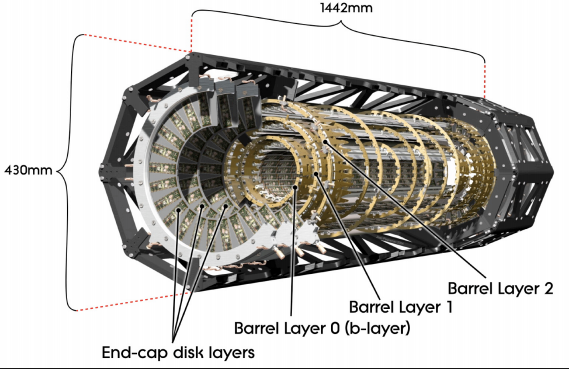 1442mm
430mm
Barrel Layer 2
Barrel Layer 1
Barrel Layer 0 (b-layer)
End-cap disk layers